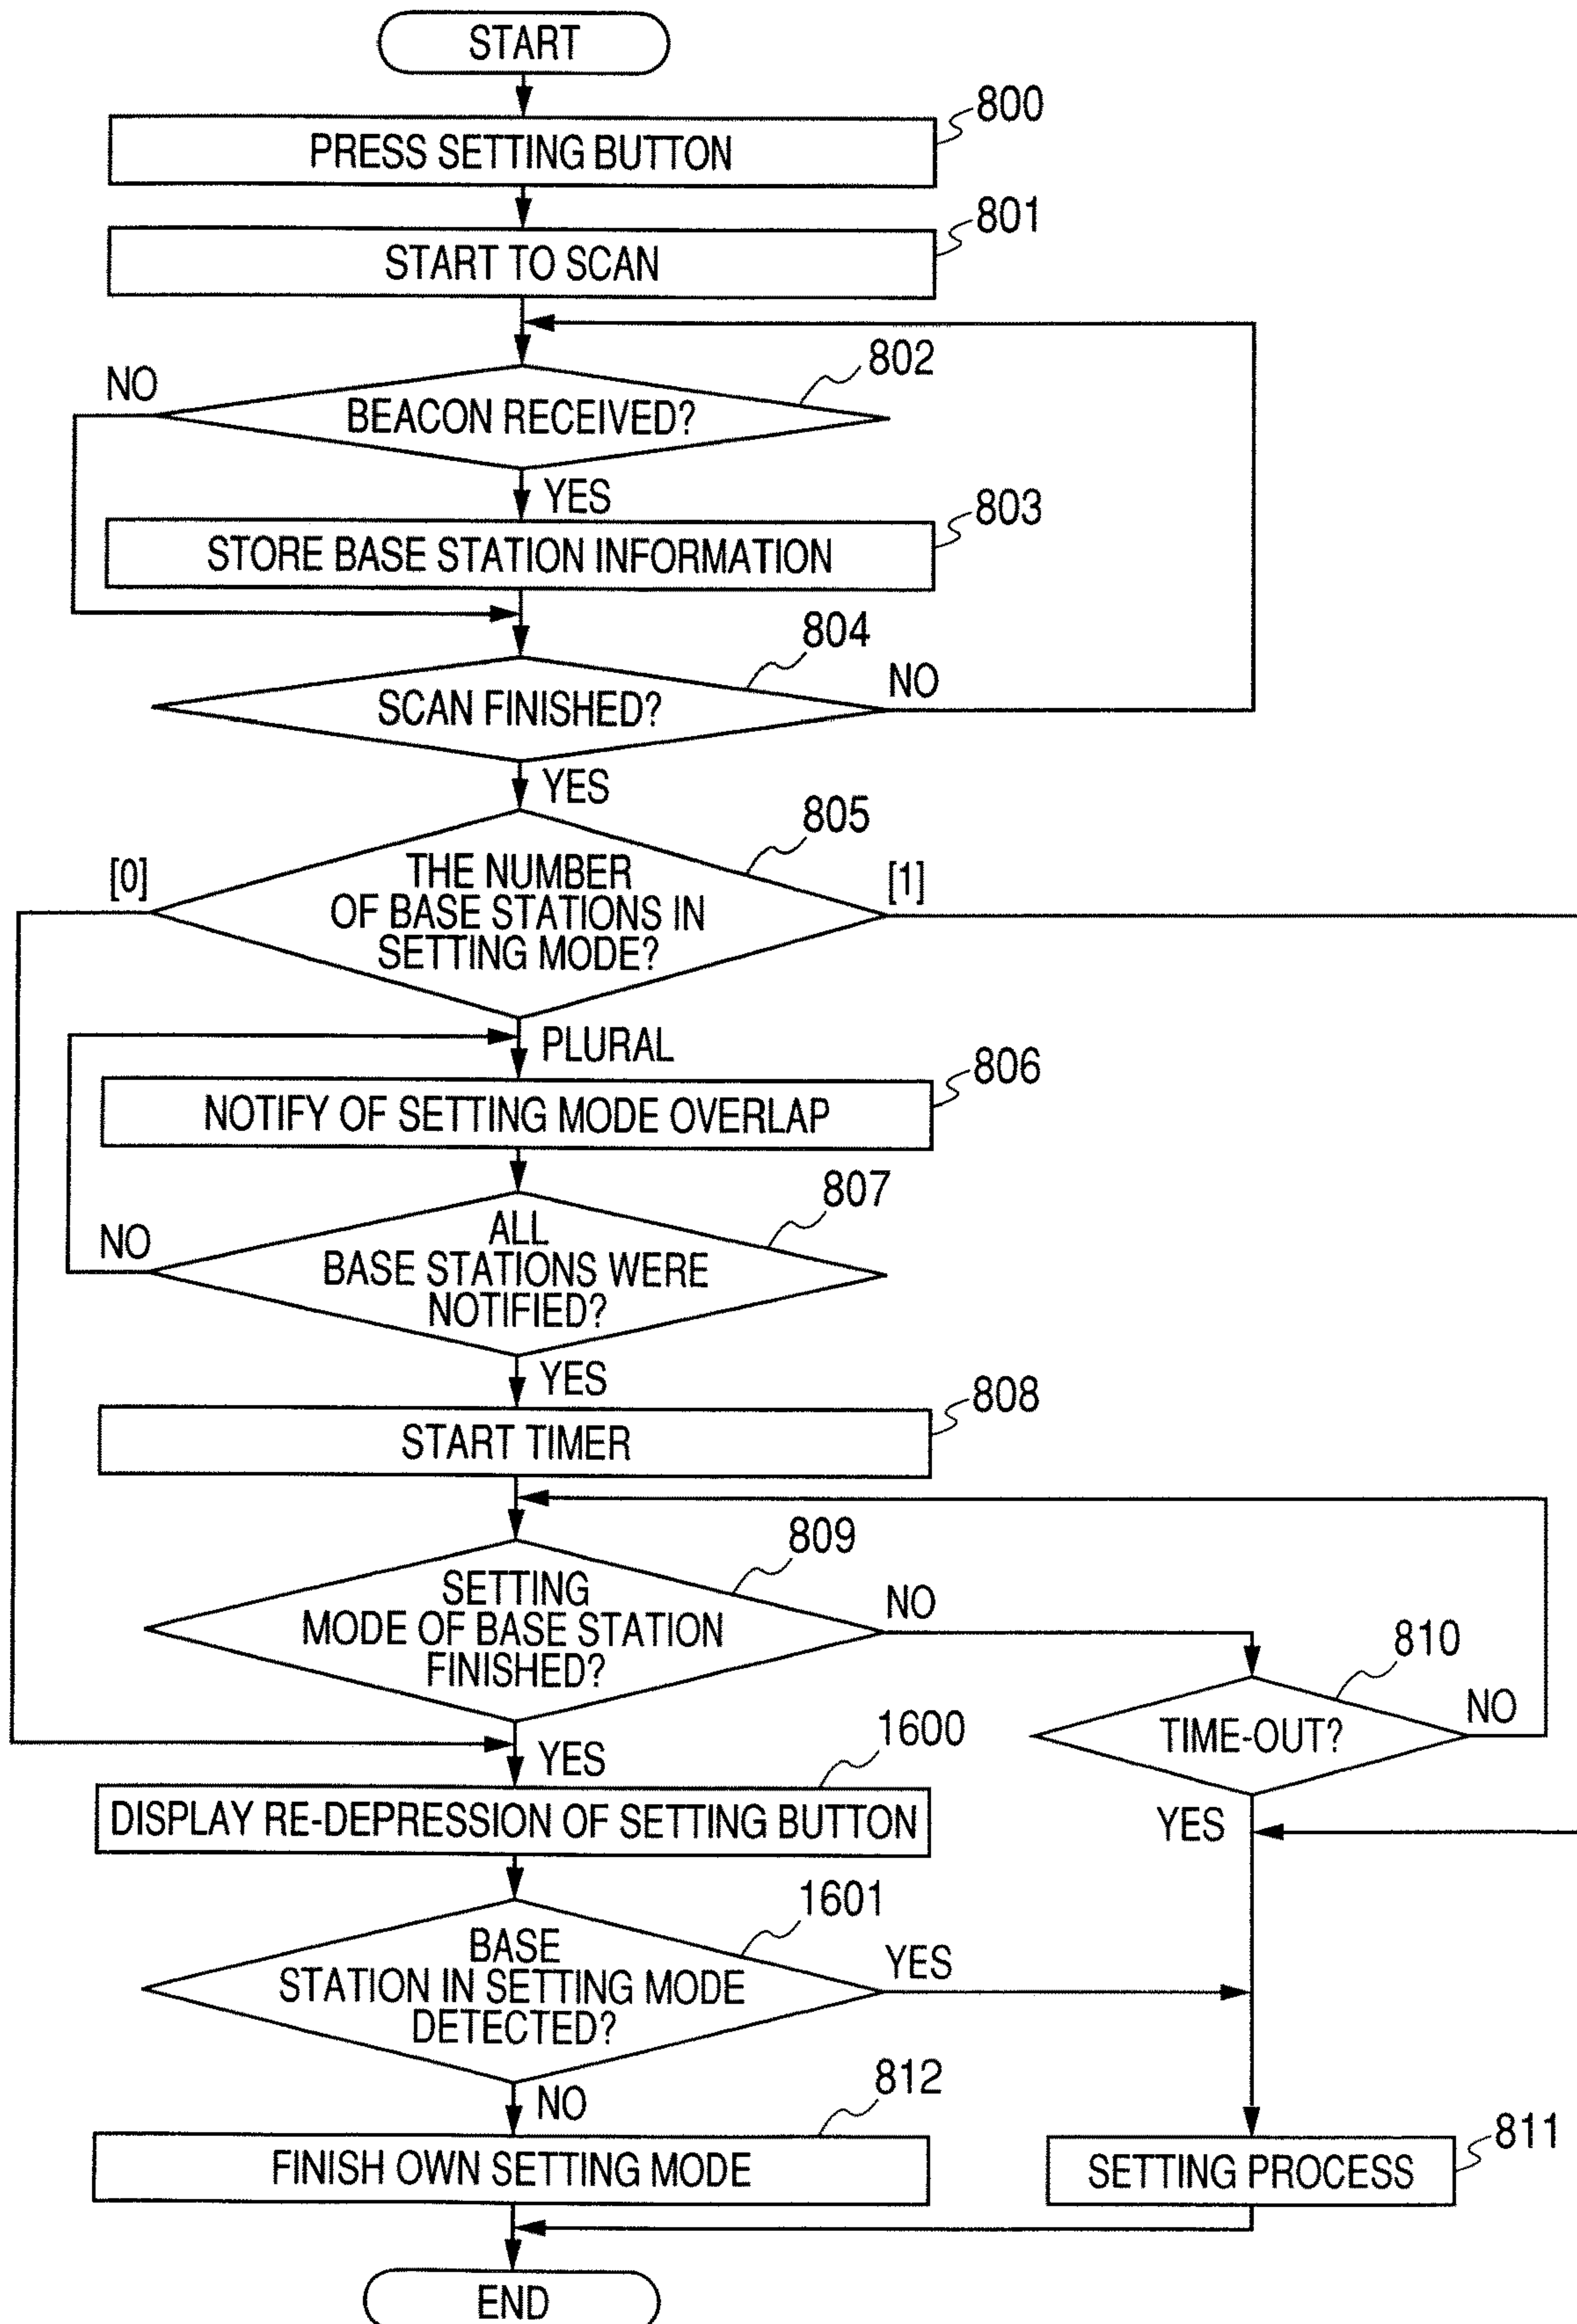 START
800
PRESS SETTING BUTTON
801
START TO SCAN
802
NO
BEACON RECEIVED?
YES
803
STORE BASE STATION INFORMATION
804
NO
SCAN FINISHED?
YES
805
[0]
[1]
THE NUMBER
OF BASE STATIONS IN
SETTING MODE?
PLURAL
806
NOTIFY OF SETTING MODE OVERLAP
807
NO
ALL
BASE STATIONS WERE
NOTIFIED?
YES
808
START TIMER
809
SETTING
MODE OF BASE STATION
FINISHED?
NO
810
TIME-OUT?
NO
YES
1600
YES
DISPLAY RE-DEPRESSION OF SETTING BUTTON
1601
BASE
STATION IN SETTING MODE
DETECTED?
YES
NO
812
FINISH OWN SETTING MODE
811
SETTING PROCESS
END